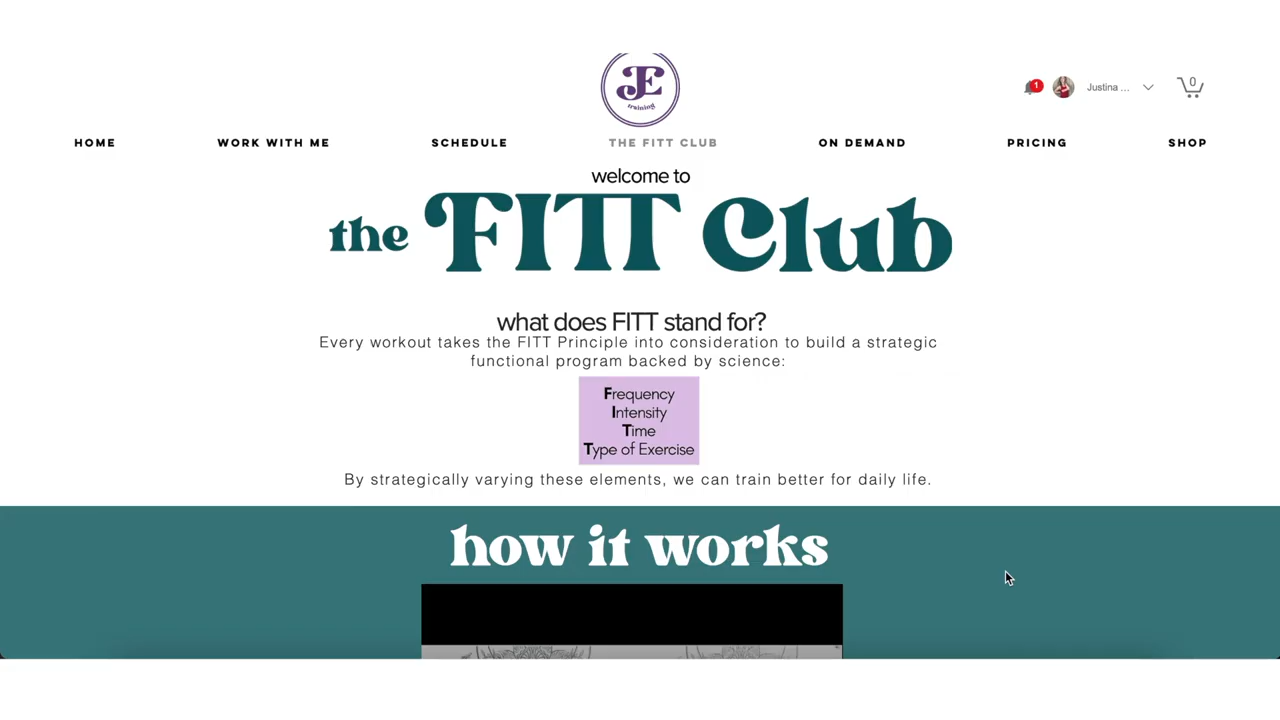 JE
training
1
Justina ...
0
HOME
WORK WITH ME
SCHEDULE
THE FITT CLUB
ON DEMAND
PRICING
SHOP
welcome to
the FITT Club
what does FITT stand for?
Every workout takes the FITT Principle into consideration to build a strategic
functional program backed by science:
Frequency
Intensity
Time
Type of Exercise
By strategically varying these elements, we can train better for daily life.
how it works